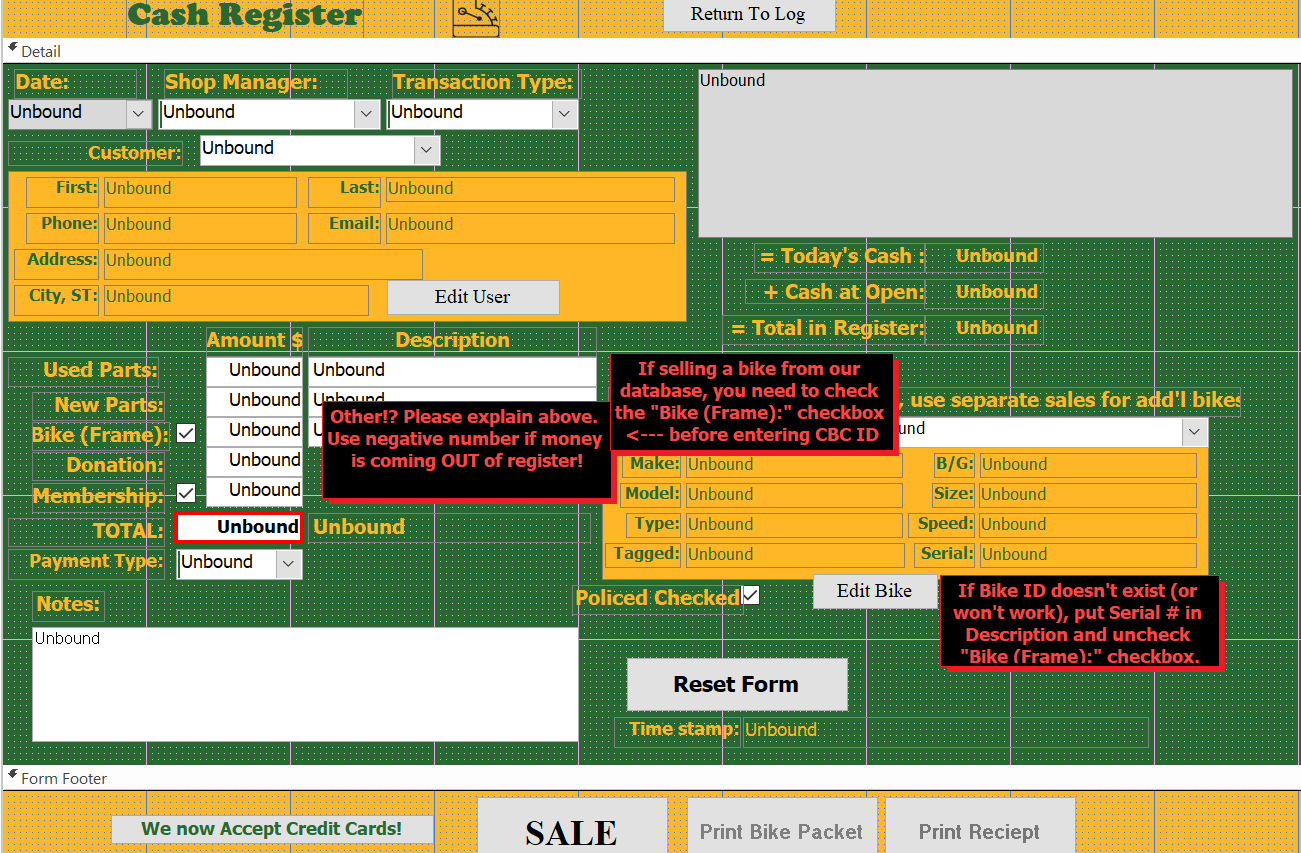 Cash Register
Return To Log
Detail
Date:
Shop Manager:
Transaction Type:
Unbound
Unbound
Unbound
Unbound
Customer:
Unbound
First:
Unbound
Last:
Unbound
Phone:
Unbound
Email:
Unbound
Address:
Unbound
City, ST:
Unbound
Edit User
= Today's Cash :
Unbound
+ Cash at Open:
Unbound
= Total in Register:
Unbound
Amount $
Description
Used Parts:
Unbound
Unbound
New Parts:
Unbound
Bike (Frame):
Unbound
Donation:
Unbound
Membership:
Unbound
TOTAL:
Unbound
Unbound
Payment Type:
Unbound
Other!? Please explain above.
Use negative number if money
is coming OUT of register!
If selling a bike from our
database, you need to check
the "Bike (Frame):" checkbox
<--- before entering CBC ID
, use separate sales for add'l bikes
Make:
Unbound
B/G:
Unbound
Model:
Unbound
Size:
Unbound
Type:
Unbound
Speed:
Unbound
Tagged:
Unbound
Serial:
Unbound
Policed Checked
Edit Bike
If Bike ID doesn't exist (or
won't work), put Serial # in
Description and uncheck
"Bike (Frame):" checkbox.
Notes:
Unbound
Reset Form
Time stamp:
Unbound
Form Footer
We now Accept Credit Cards!
SALE
Print Bike Packet
Print Reciept